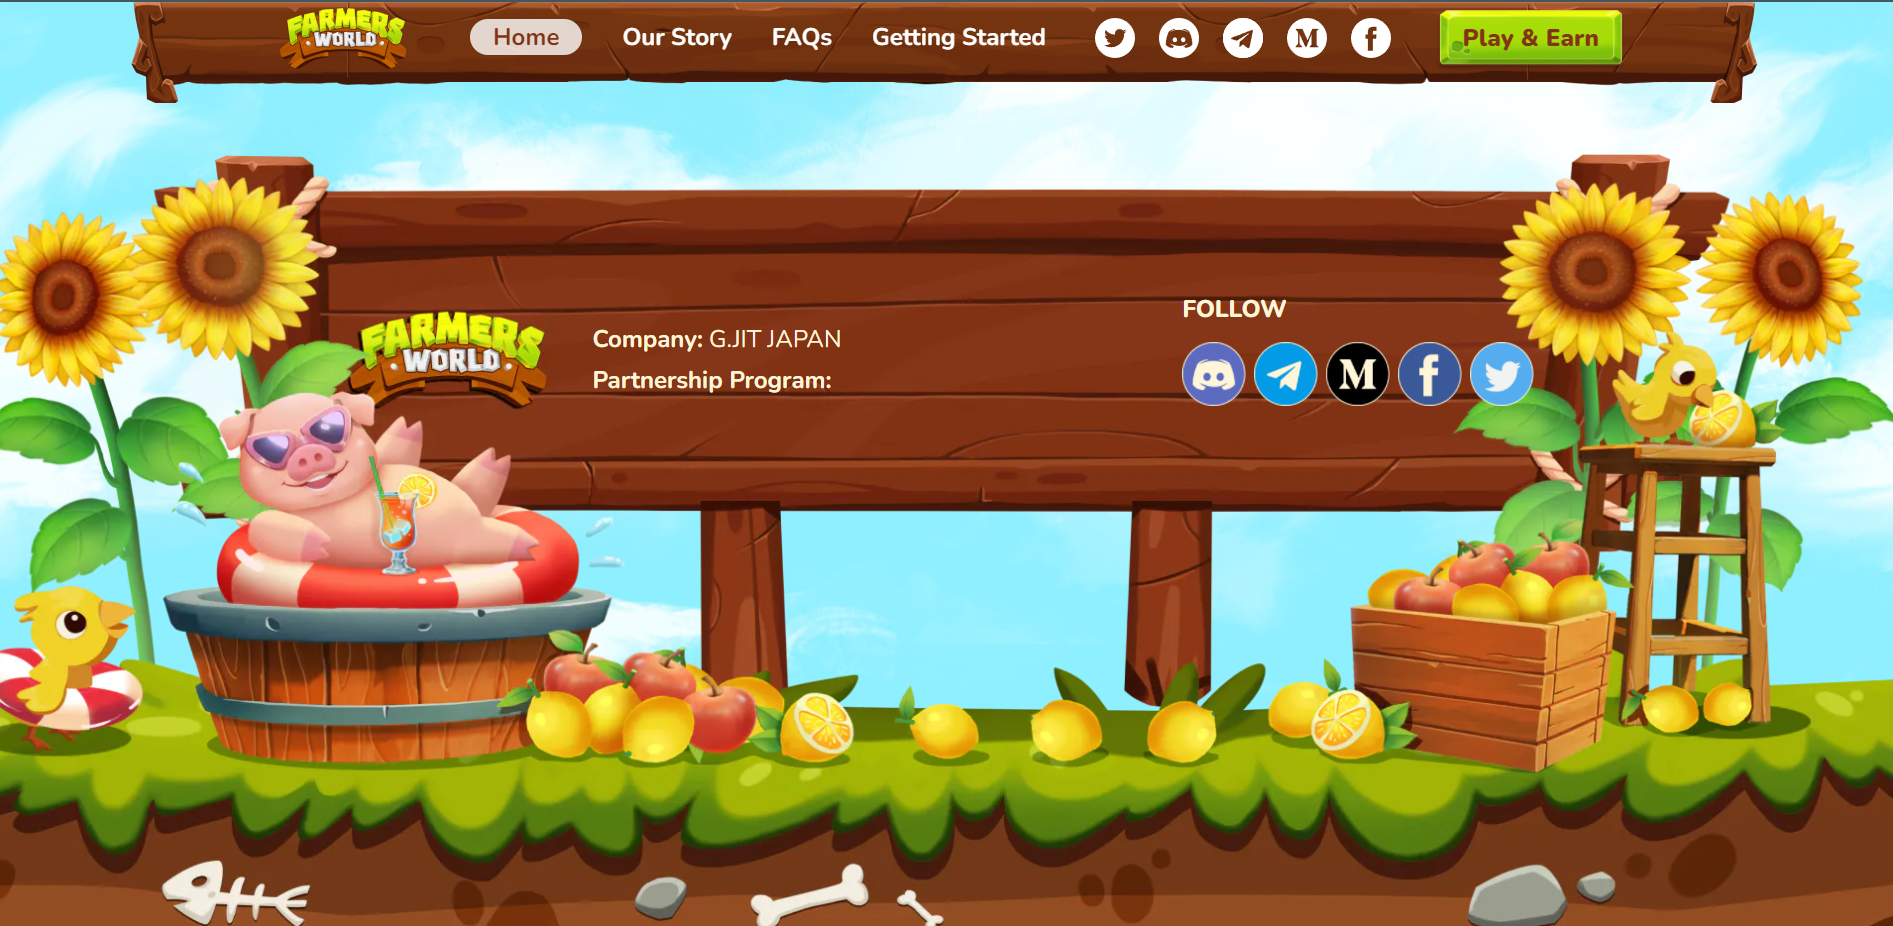 FARMERS
WORLD
Home
Our Story
FAQs
Getting Started
M
f
Play & Earn
FARMERS
WORLD
Company: G.JIT JAPAN
Partnership Program:
FOLLOW
M
f